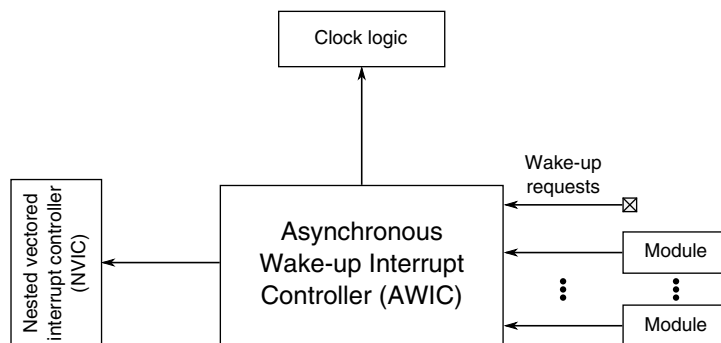 Clock logic
Wake-up
requests
Nested vectored
interrupt controller
(NVIC)
Asynchronous
Wake-up Interrupt
Controller (AWIC)
Module
Module